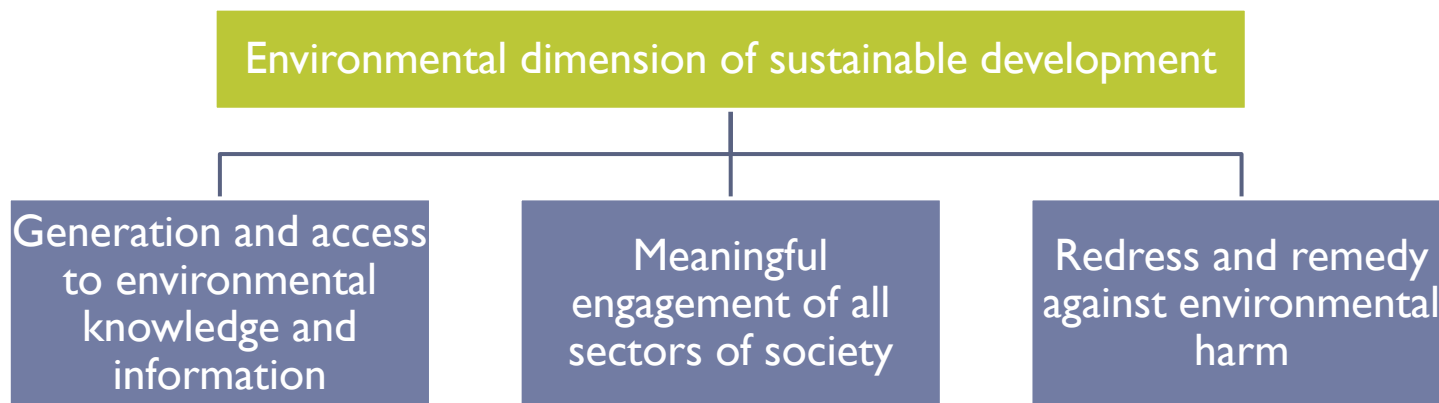 Environmental dimension of sustainable development
Generation and access
to environmental
knowledge and
information
Meaningful
engagement of all
sectors of society
Redress and remedy
against environmental
harm